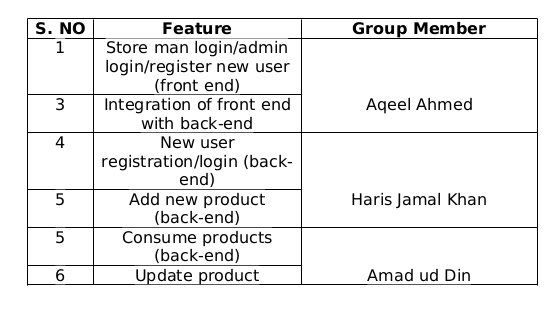 S. NO Feature Group Member
1 Store man login/admin
login/register new user
(front end)
3 Integration of front end Aqeel Ahmed
with back-end
4 New user
registration/login (back-
end)
5 Add new product Haris Jamal Khan
(back-end)
5 Consume products
(back-end)
6 Update product Amad ud Din